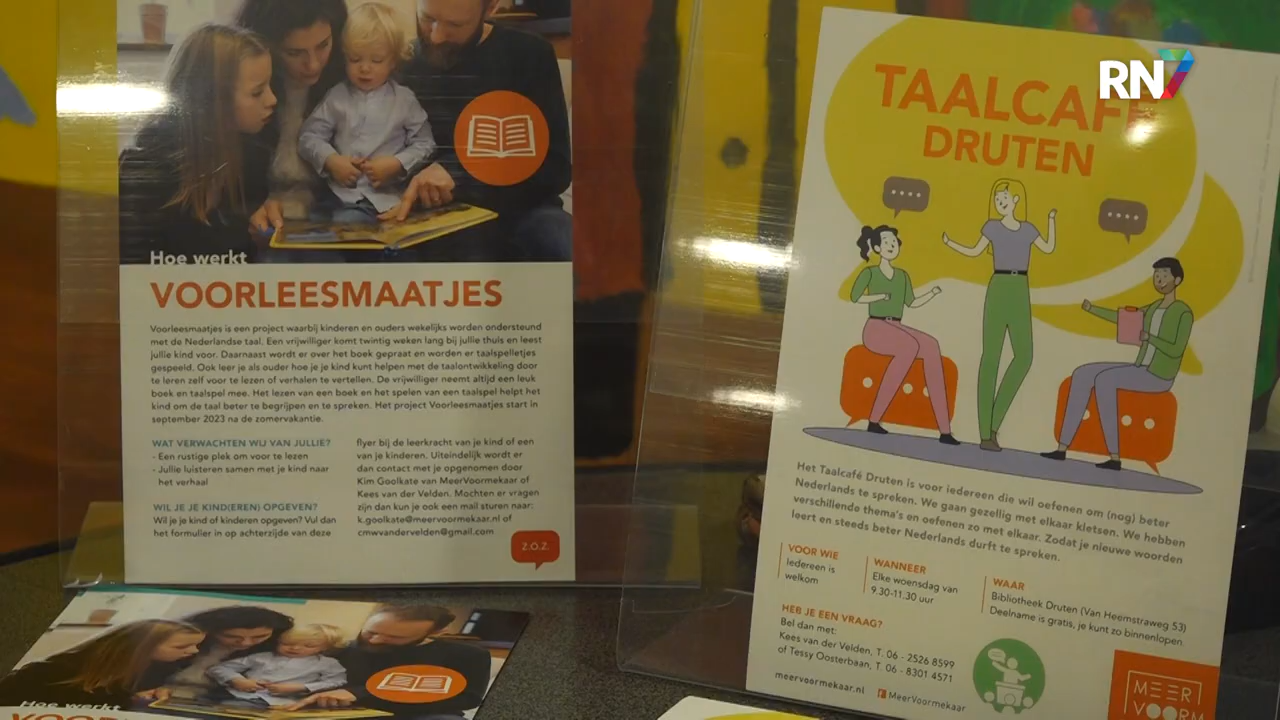 RN7
Hoe werkt
VOORLEESMAATJES
Voorleesmaatjes is een project waarbij kinderen en ouders wekelijks worden ondersteund
met de Nederlandse taal. Een vrijwilliger komt twintig weken lang bij jullie thuis en leest
jullie kind voor. Daarnaast wordt er over het boek gepraat en worden er taalspelletjes
gespeeld. Ook leer je als ouder hoe je je kind kunt helpen met de taalontwikkeling door
te leren zelf voor te lezen of verhalen te vertellen. De vrijwilliger neemt altijd een leuk
boek en taalspel mee. Het lezen van een boek en het spelen van een taalspel helpt het
kind om de taal beter te begrijpen en te spreken. Het project Voorleesmaatjes start in
september 2023 na de zomervakantie.
WAT VERWACHTEN WIJ VAN JULLIE?
- Een rustige plek om voor te lezen
- Jullie luisteren samen met je kind naar
het verhaal
WIL JE JE KIND(EREN) OPGEVEN?
Wil je je kind of kinderen opgeven? Vul dan
het formulier in op achterzijde van deze
flyer bij de leerkracht van je kind of een
van je kinderen. Uiteindelijk wordt er
dan contact met je opgenomen door
Kim Goolkate van MeerVoormekaar of
Kees van der Velden. Mochten er vragen
zijn dan kun je ook een mail sturen naar:
k.goolkate@meervoormekaar.nl of
cmwvandervelden@gmail.com
z.o.z.
Hoe werkt
TAALCAFÉ
DRUTEN
Het Taalcafé Druten is voor iedereen die wil oefenen om (nog) beter
Nederlands te spreken. We gaan gezellig met elkaar kletsen. We hebben
verschillende thema's en oefenen zo met elkaar. Zodat je nieuwe woorden
leert en steeds beter Nederlands durft te spreken.
VOOR WIE
Iedereen is
welkom
WANNEER
Elke woensdag van
9.30-11.30 uur
WAAR
Bibliotheek Druten (Van Heemstraweg 53)
Deelname is gratis, je kunt zo binnenlopen.
HEB JE EEN VRAAG?
Bel dan met:
Kees van der Velden, T. 06 - 2526 8599
of Tessy Oosterbaan, T. 06 - 8301 4571
meervoormekaar.nl
MeerVoormekaar
MEER
VOORM